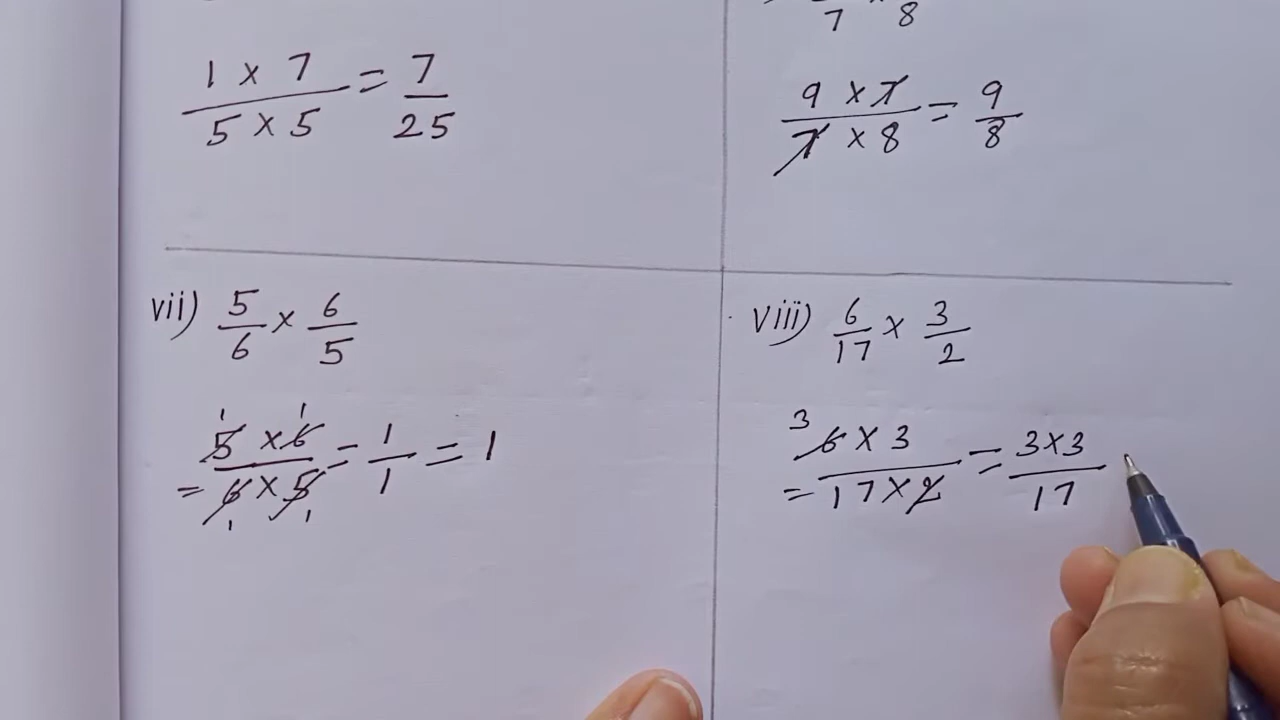 7 × 8
1 × 7 / 5 × 5 = 7 / 25
9 × 7 / 7 × 8 = 9 / 8
vii) 5/6 × 6/5
= 5 × 6 / 6 × 5 = 1/1 = 1
1 1
1 1
viii) 6/17 × 3/2
3
= 6 × 3 / 17 × 2 = 3×3 / 17